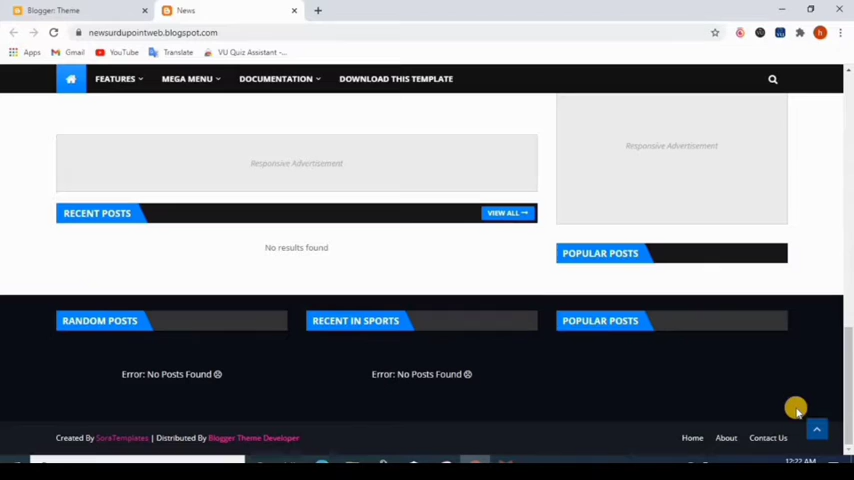 Blogger: Theme
News
newsurdupointweb.blogspot.com
Apps Gmail YouTube Translate VU Quiz Assistant -...
FEATURES MEGA MENU DOCUMENTATION DOWNLOAD THIS TEMPLATE
Responsive Advertisement
Responsive Advertisement
RECENT POSTS
VIEW ALL
No results found
POPULAR POSTS
RANDOM POSTS
RECENT IN SPORTS
POPULAR POSTS
Error: No Posts Found
Error: No Posts Found
Created By SoraTemplates | Distributed By Blogger Theme Developer
Home About Contact Us
12:22 AM